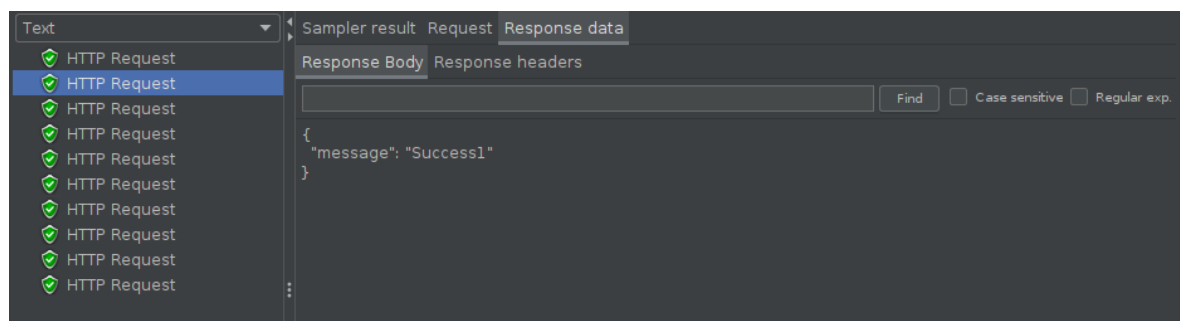 Text
HTTP Request
HTTP Request
HTTP Request
HTTP Request
HTTP Request
HTTP Request
HTTP Request
HTTP Request
HTTP Request
HTTP Request
Sampler result Request Response data
Response Body Response headers
Find Case sensitive Regular exp.
{
"message": "Success1"
}